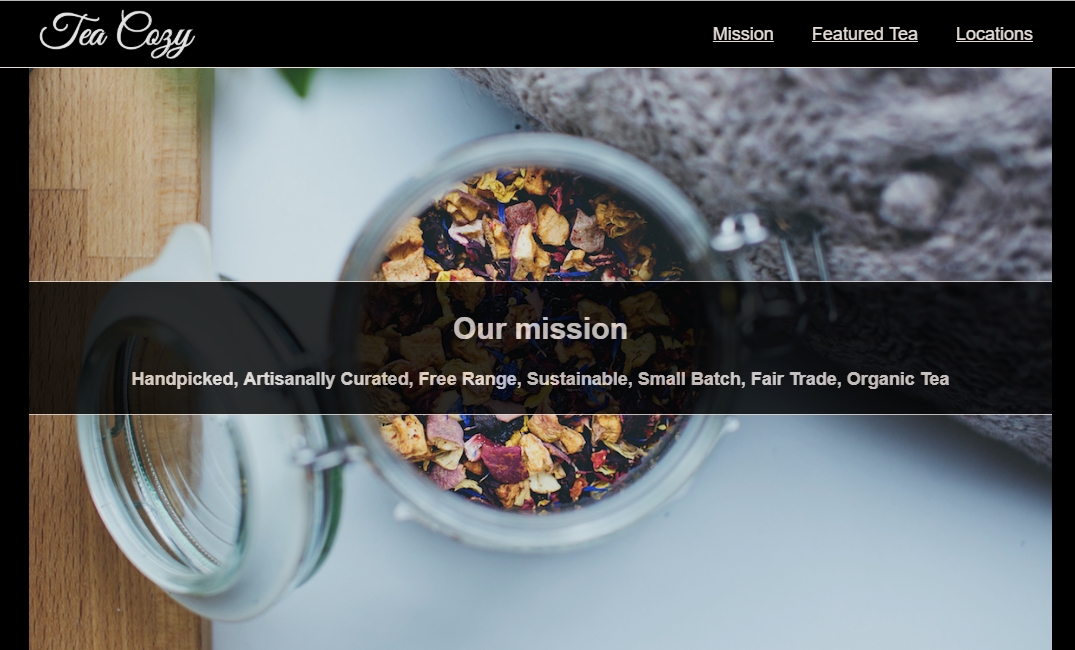 Tea Cozy
Mission Featured Tea Locations
Our mission
Handpicked, Artisanally Curated, Free Range, Sustainable, Small Batch, Fair Trade, Organic Tea